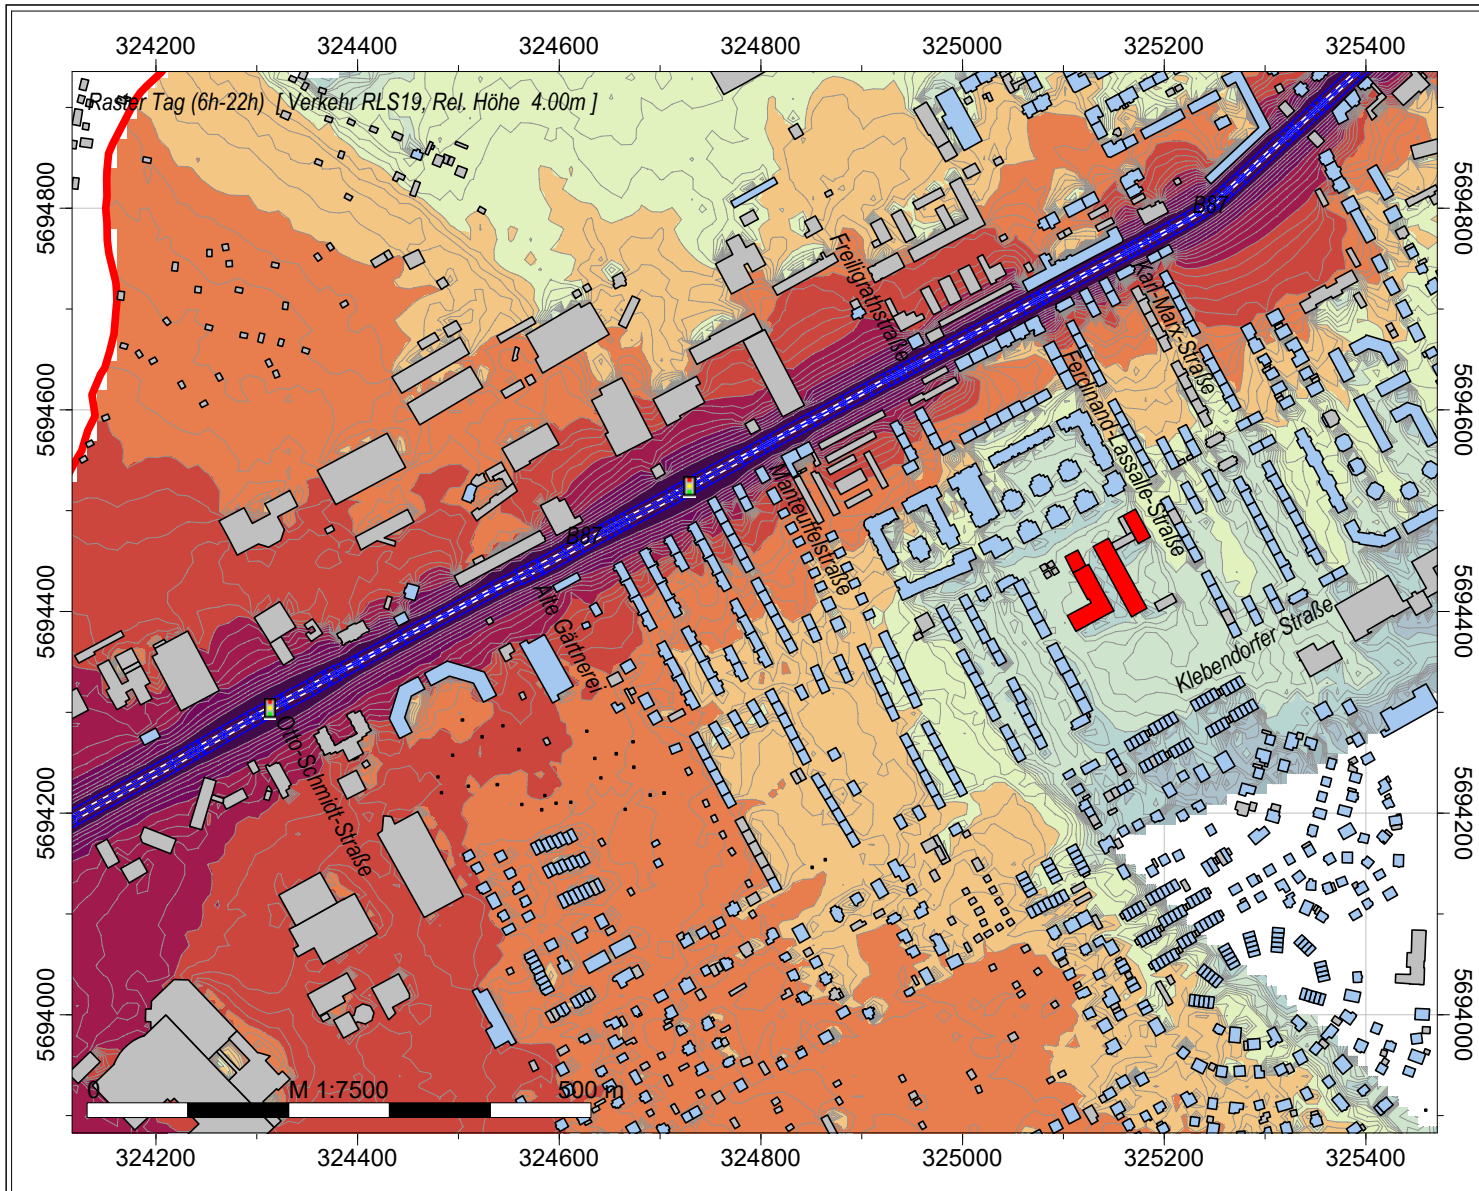 324200 324400 324600 324800 325000 325200 325400
Raster Tag (6h-22h) [ Verkehr RLS19, Rel. Höhe 4.00m ]
5694800
5694800
B87
Freiligrathstraße
Karl-Marx-Straße
Ferdinand-Lassalle-Straße
5694600
5694600
Manteuffelstraße
B87
Alte Gärtnerei
5694400
5694400
Klebendorfer Straße
Otto-Schmidt-Straße
5694200
5694200
5694000
5694000
0 M 1:7500 500 m
324200 324400 324600 324800 325000 325200 325400